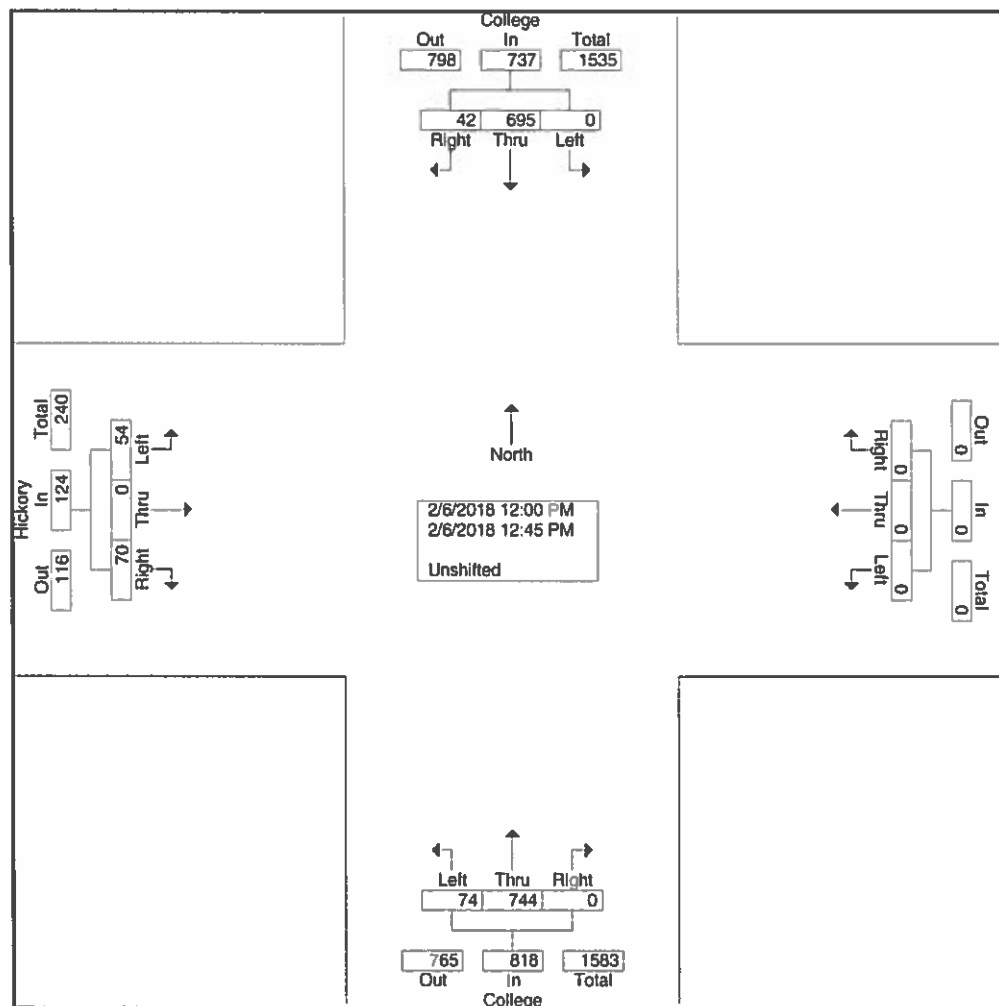 College
Out In Total
798 737 1535
42 695 0
Right Thru Left
Hickory
Total In Out
240 124 116
54 0 70
Left Thru Right
North
2/6/2018 12:00 PM
2/6/2018 12:45 PM
Unshifted
Right Thru Left
0 0 0
Out In Total
0 0 0
Left Thru Right
74 744 0
765 818 1583
Out In Total
College